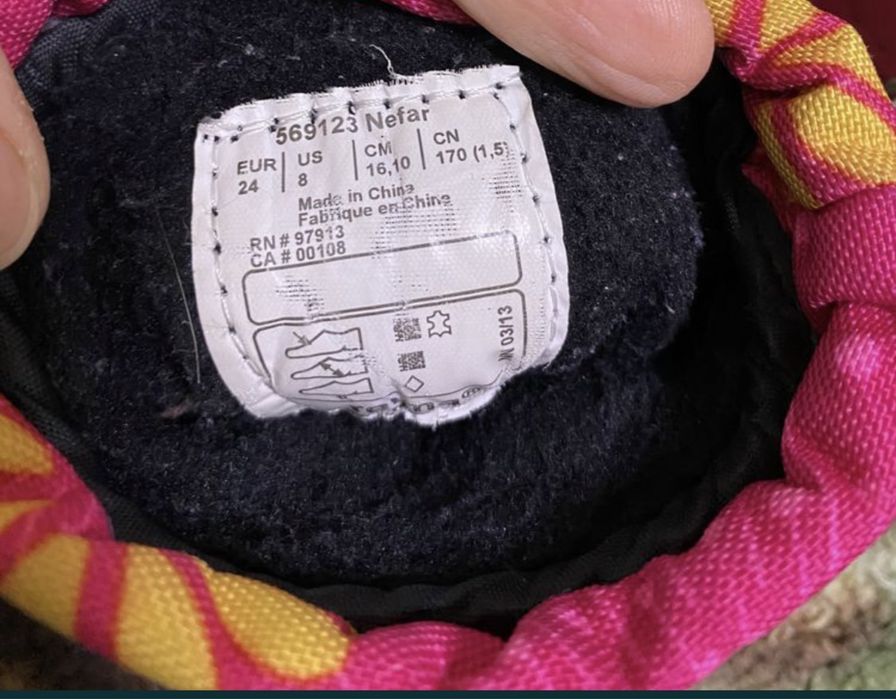 569123 Nefar
EUR US CM CN
24 8 16,10 170 (1,5)
Made in China
Fabrique en Chine
RN # 97913
CA # 00108
03/13